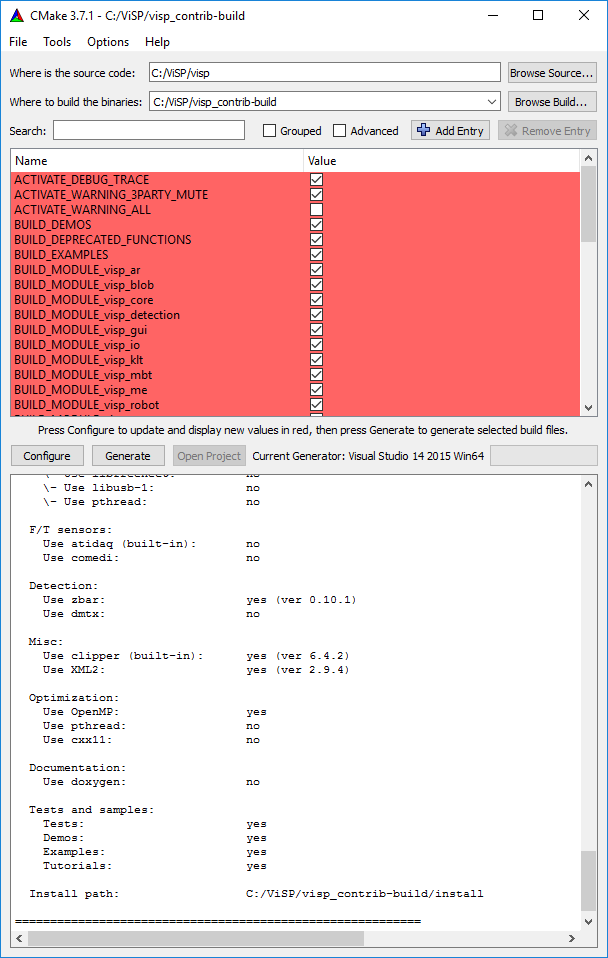 CMake 3.7.1 - C:/ViSP/visp_contrib-build
File Tools Options Help
Where is the source code: C:/ViSP/visp Browse Source...
Where to build the binaries: C:/ViSP/visp_contrib-build Browse Build...
Search: Grouped Advanced Add Entry Remove Entry
Name Value
ACTIVATE_DEBUG_TRACE
ACTIVATE_WARNING_3PARTY_MUTE
ACTIVATE_WARNING_ALL
BUILD_DEMOS
BUILD_DEPRECATED_FUNCTIONS
BUILD_EXAMPLES
BUILD_MODULE_visp_ar
BUILD_MODULE_visp_blob
BUILD_MODULE_visp_core
BUILD_MODULE_visp_detection
BUILD_MODULE_visp_gui
BUILD_MODULE_visp_io
BUILD_MODULE_visp_klt
BUILD_MODULE_visp_mbt
BUILD_MODULE_visp_me
BUILD_MODULE_visp_robot
Press Configure to update and display new values in red, then press Generate to generate selected build files.
Configure Generate Open Project Current Generator: Visual Studio 14 2015 Win64
\- Use libusb-1: no
\- Use pthread: no
F/T sensors:
Use atidaq (built-in): no
Use comedi: no
Detection:
Use zbar: yes (ver 0.10.1)
Use dmtx: no
Misc:
Use clipper (built-in): yes (ver 6.4.2)
Use XML2: yes (ver 2.9.4)
Optimization:
Use OpenMP: yes
Use pthread: no
Use cxx11: no
Documentation:
Use doxygen: no
Tests and samples:
Tests: yes
Demos: yes
Examples: yes
Tutorials: yes
Install path: C:/ViSP/visp_contrib-build/install
==========================================================